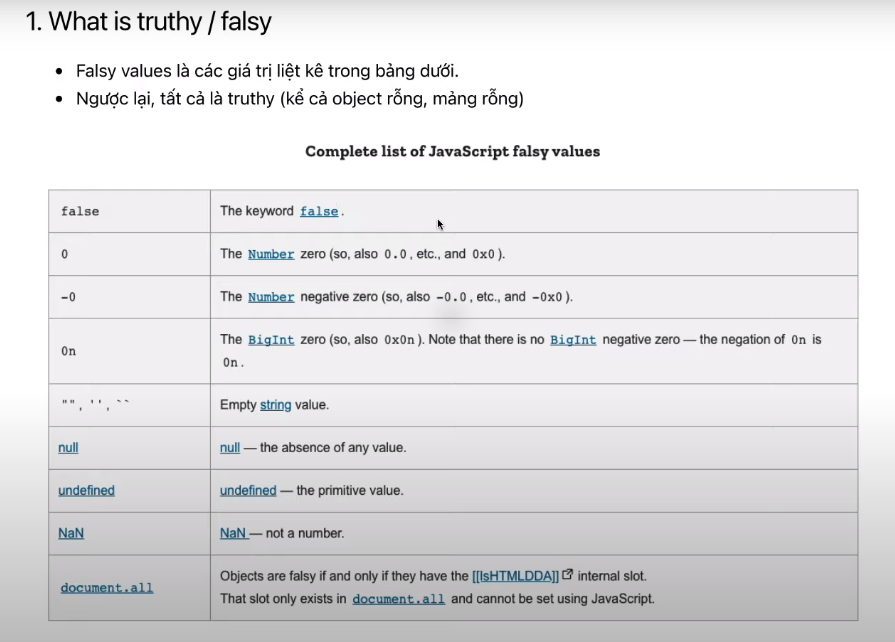 1. What is truthy / falsy
• Falsy values là các giá trị liệt kê trong bảng dưới.
• Ngược lại, tất cả là truthy (kể cả object rỗng, mảng rỗng)
Complete list of JavaScript falsy values
false The keyword false.
0 The Number zero (so, also 0.0, etc., and 0x0).
-0 The Number negative zero (so, also -0.0, etc., and -0x0).
0n The BigInt zero (so, also 0x0n). Note that there is no BigInt negative zero — the negation of 0n is
0n.
"", '', `` Empty string value.
null null — the absence of any value.
undefined undefined — the primitive value.
NaN NaN — not a number.
document.all Objects are falsy if and only if they have the [[IsHTMLDDA]] internal slot.
That slot only exists in document.all and cannot be set using JavaScript.